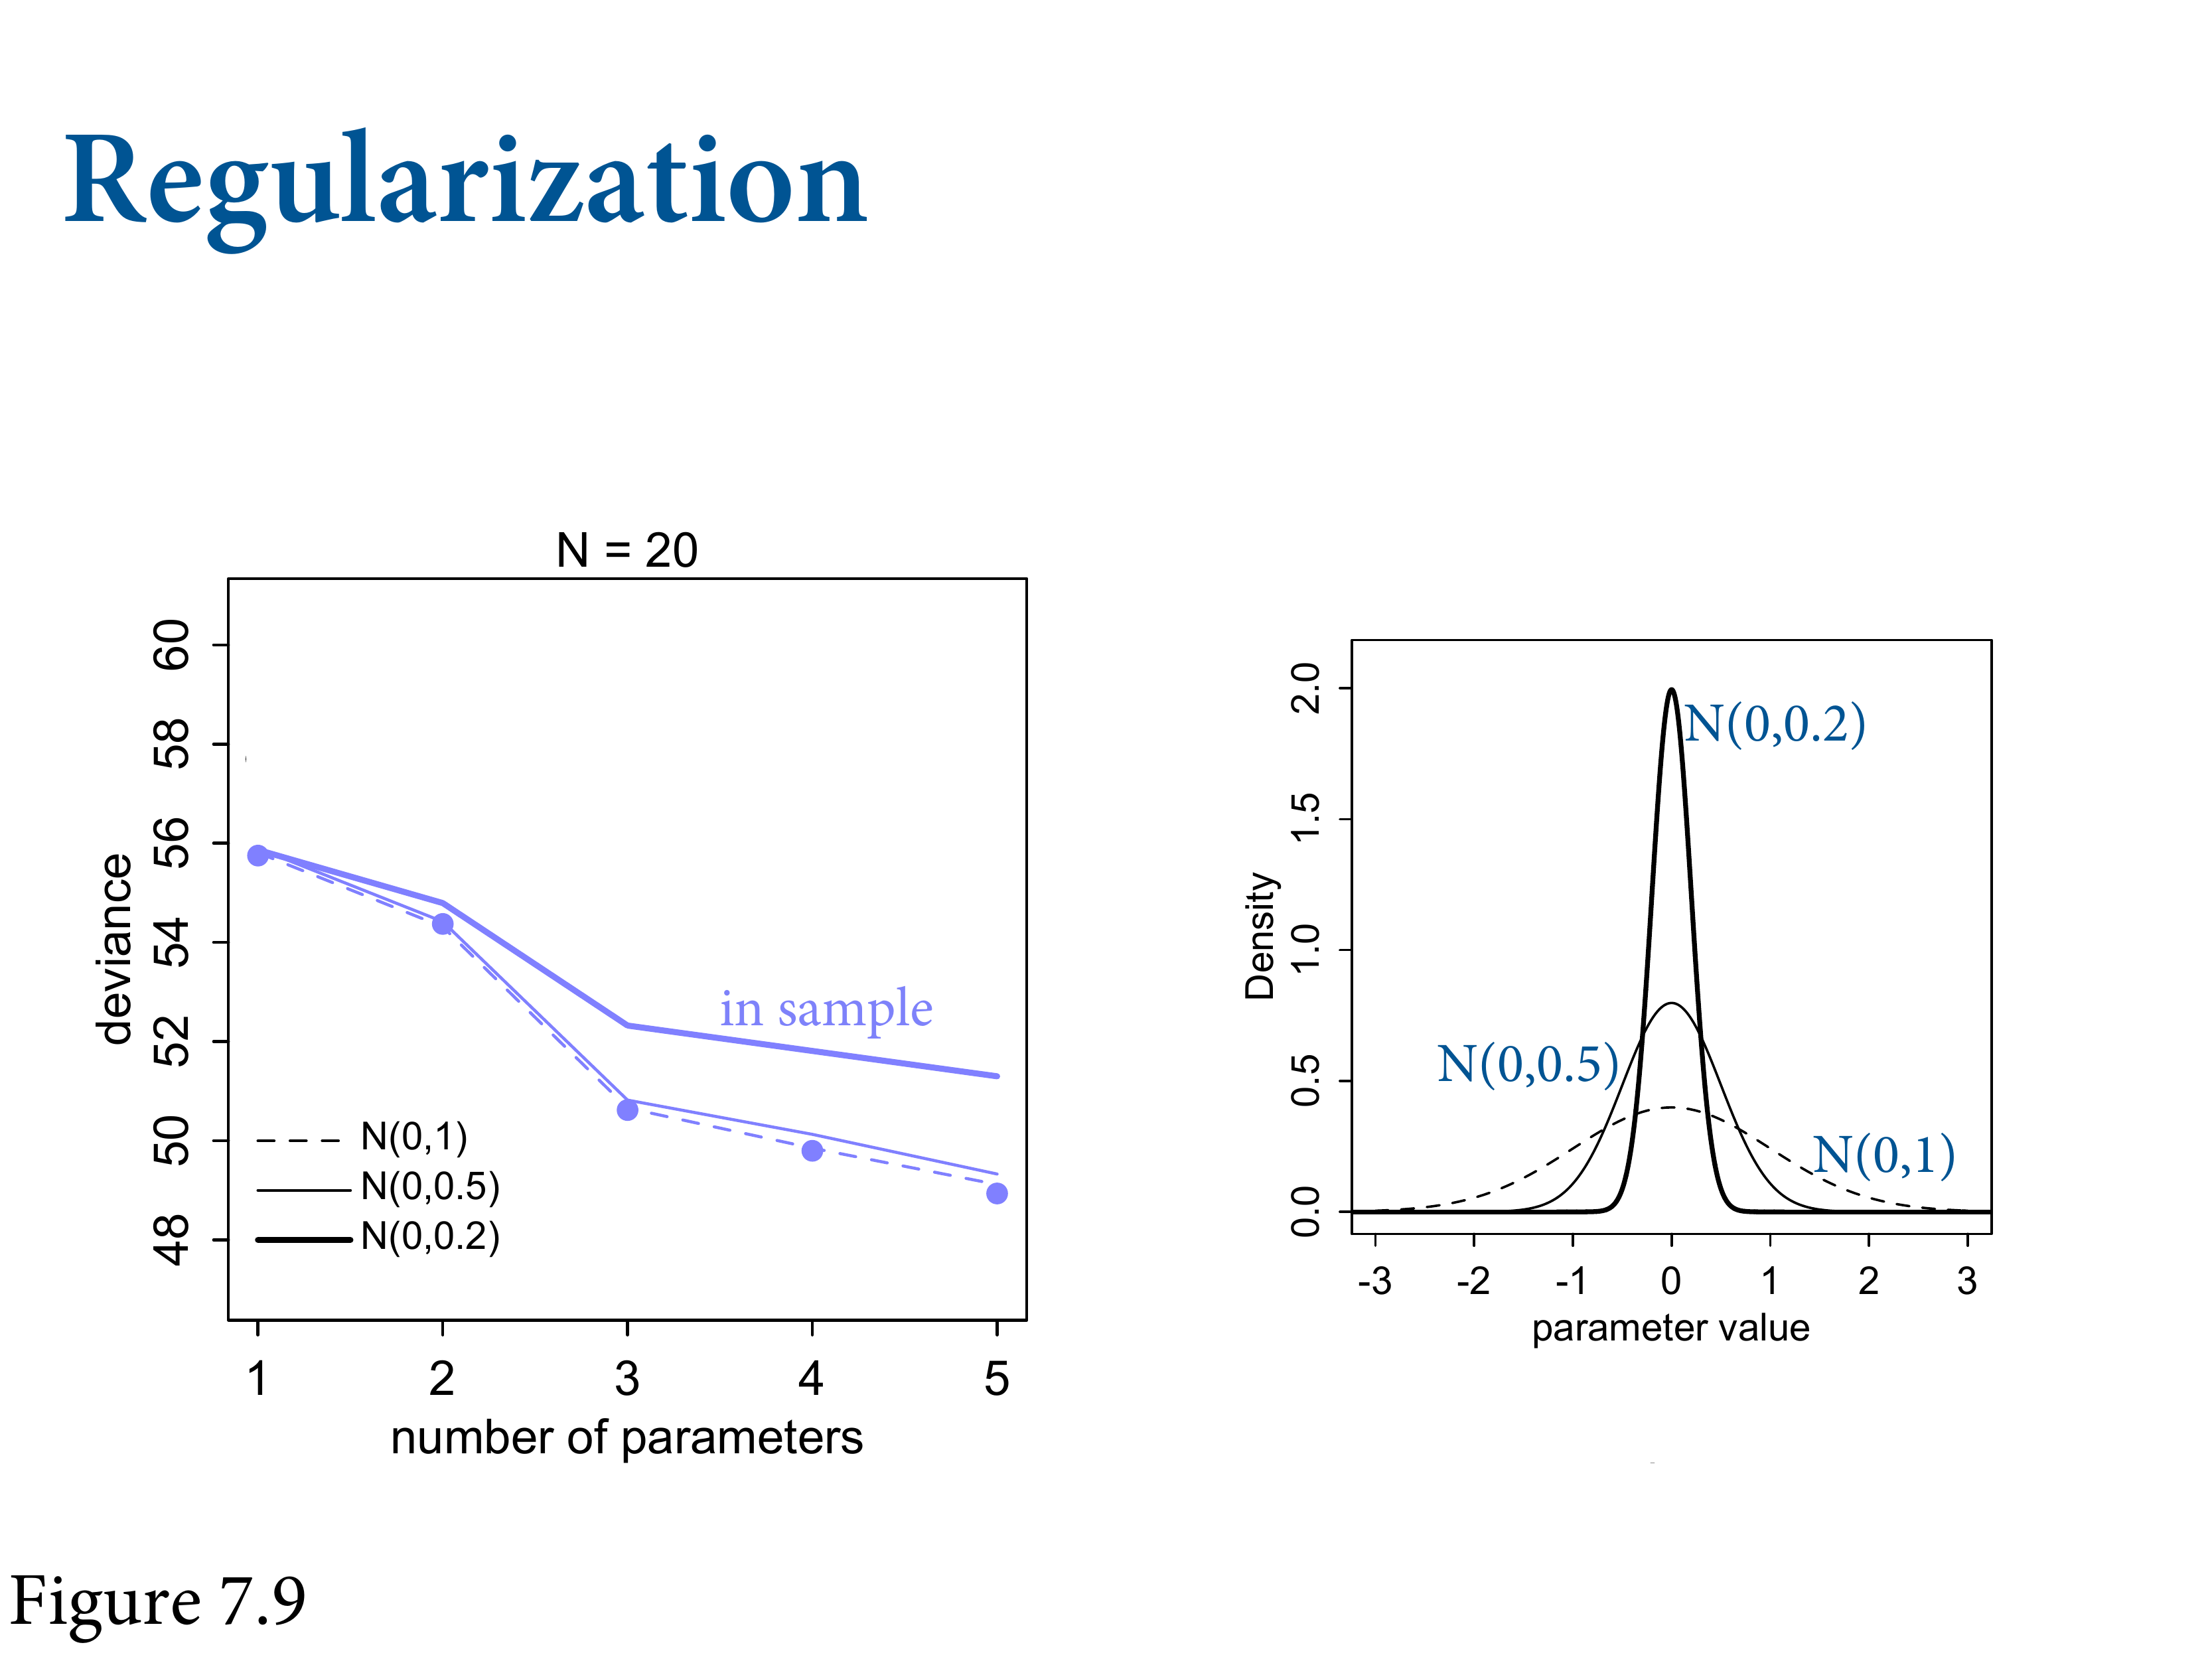 Regularization
N = 20
60
58
56
54
52
50
48
deviance
in sample
N(0,1)
N(0,0.5)
N(0,0.2)
1 2 3 4 5
number of parameters
2.0
1.5
1.0
0.5
0.0
Density
N(0,0.2)
N(0,0.5)
N(0,1)
-3 -2 -1 0 1 2 3
parameter value
Figure 7.9